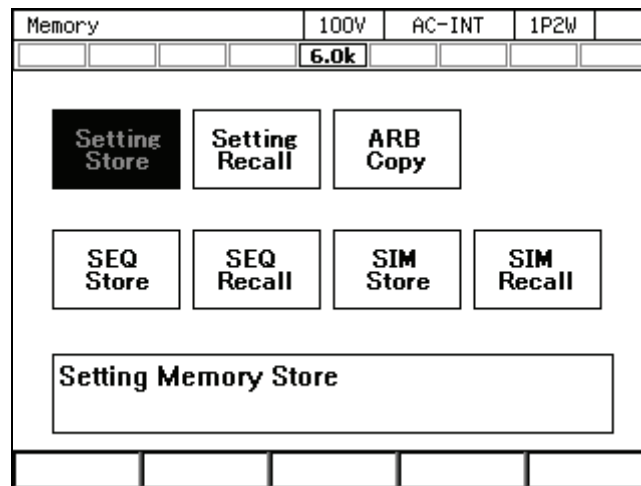 Memory 100V AC-INT 1P2W
6.0k
Setting Store
Setting Recall
ARB Copy
SEQ Store
SEQ Recall
SIM Store
SIM Recall
Setting Memory Store